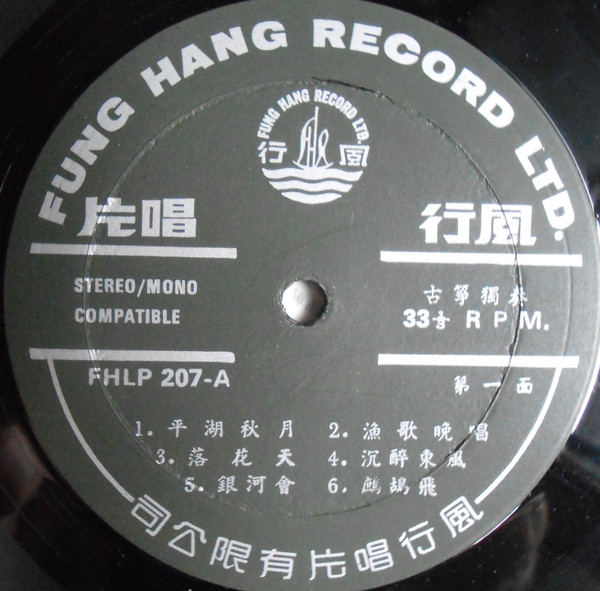 FUNG HANG RECORD LTD.
FUNG HANG RECORD LTD.
風行
FHR
風行唱片
STEREO/MONO
COMPATIBLE
古箏獨奏
33⅓ R P M.
FHLP 207-A
第一面
1. 平湖秋月 2. 漁歌晚唱
3. 落花天 4. 沉醉東風
5. 銀河會 6. 鷓鴣飛
風行唱片有限公司